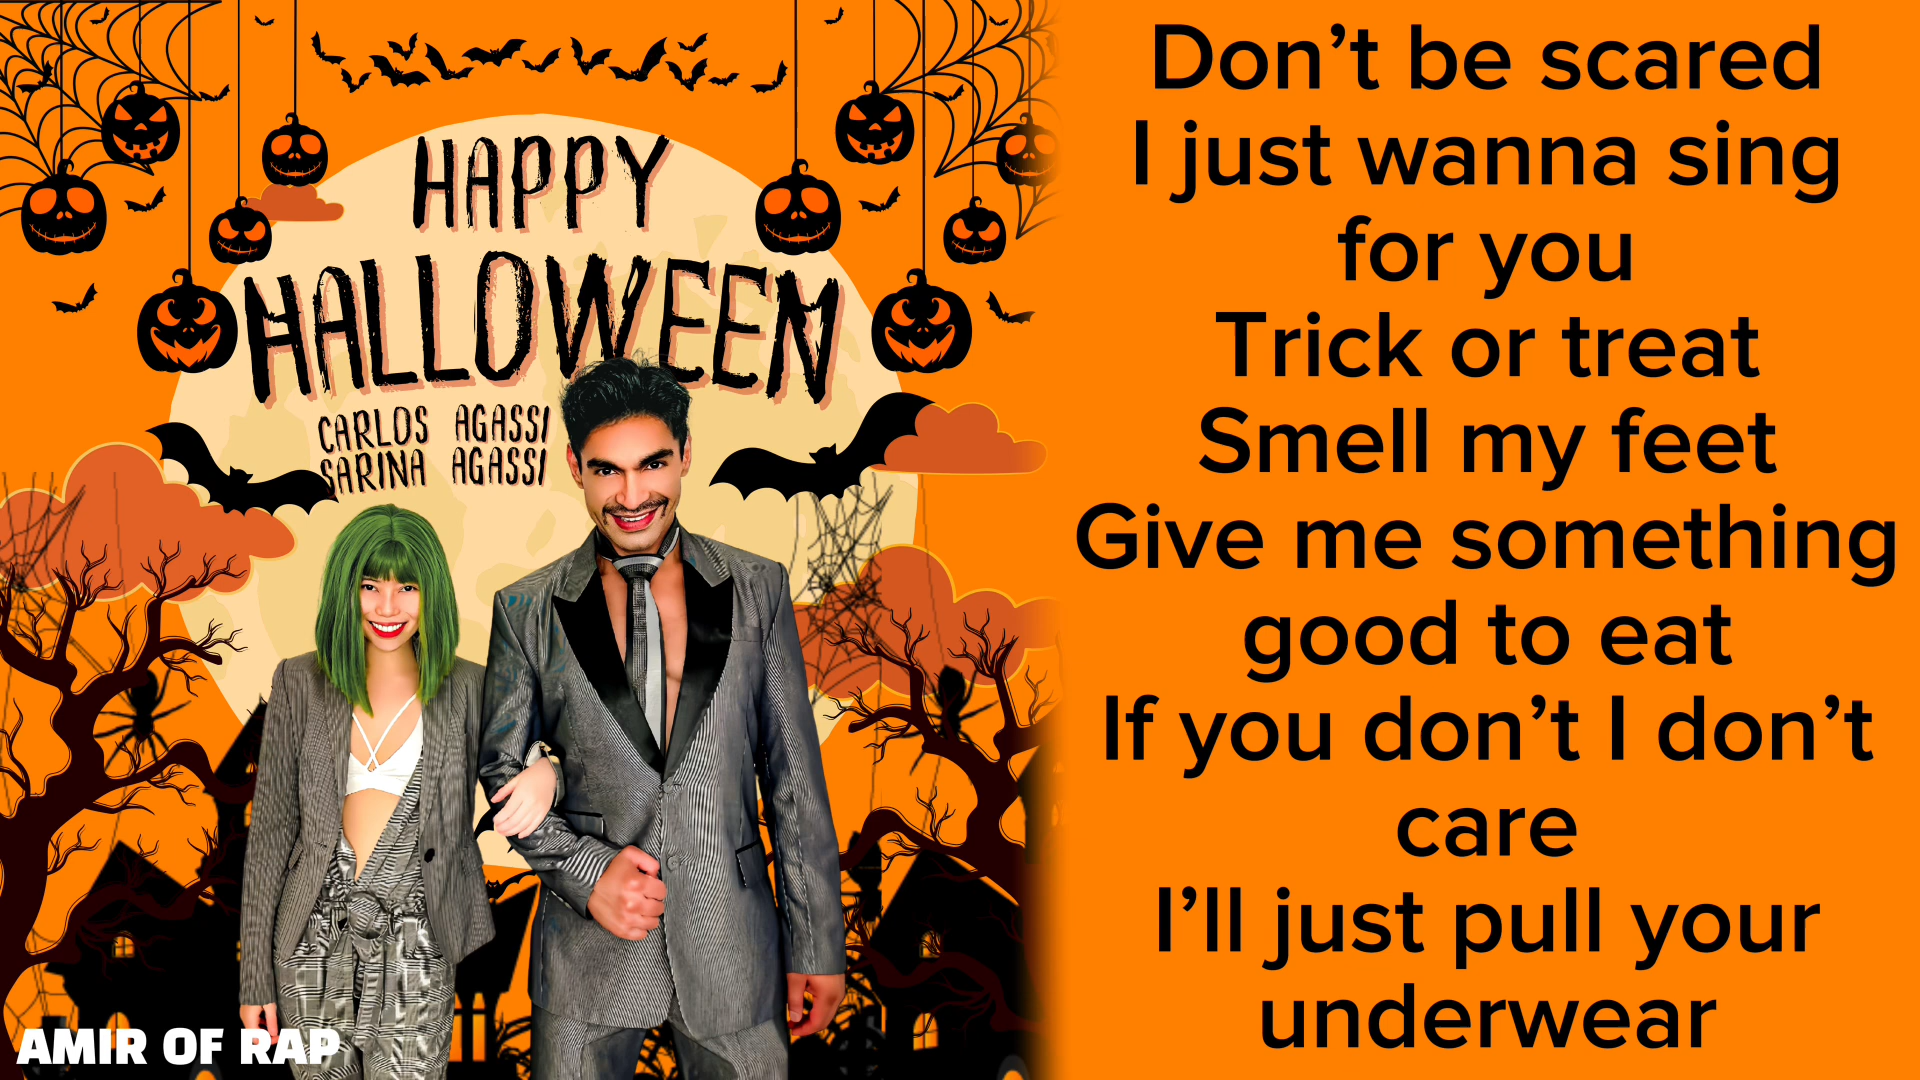 HAPPY
HALLOWEEN
CARLOS AGASSI
SARINA AGASSI
AMIR OF RAP
Don’t be scared
I just wanna sing
for you
Trick or treat
Smell my feet
Give me something
good to eat
If you don’t I don’t
care
I’ll just pull your
underwear